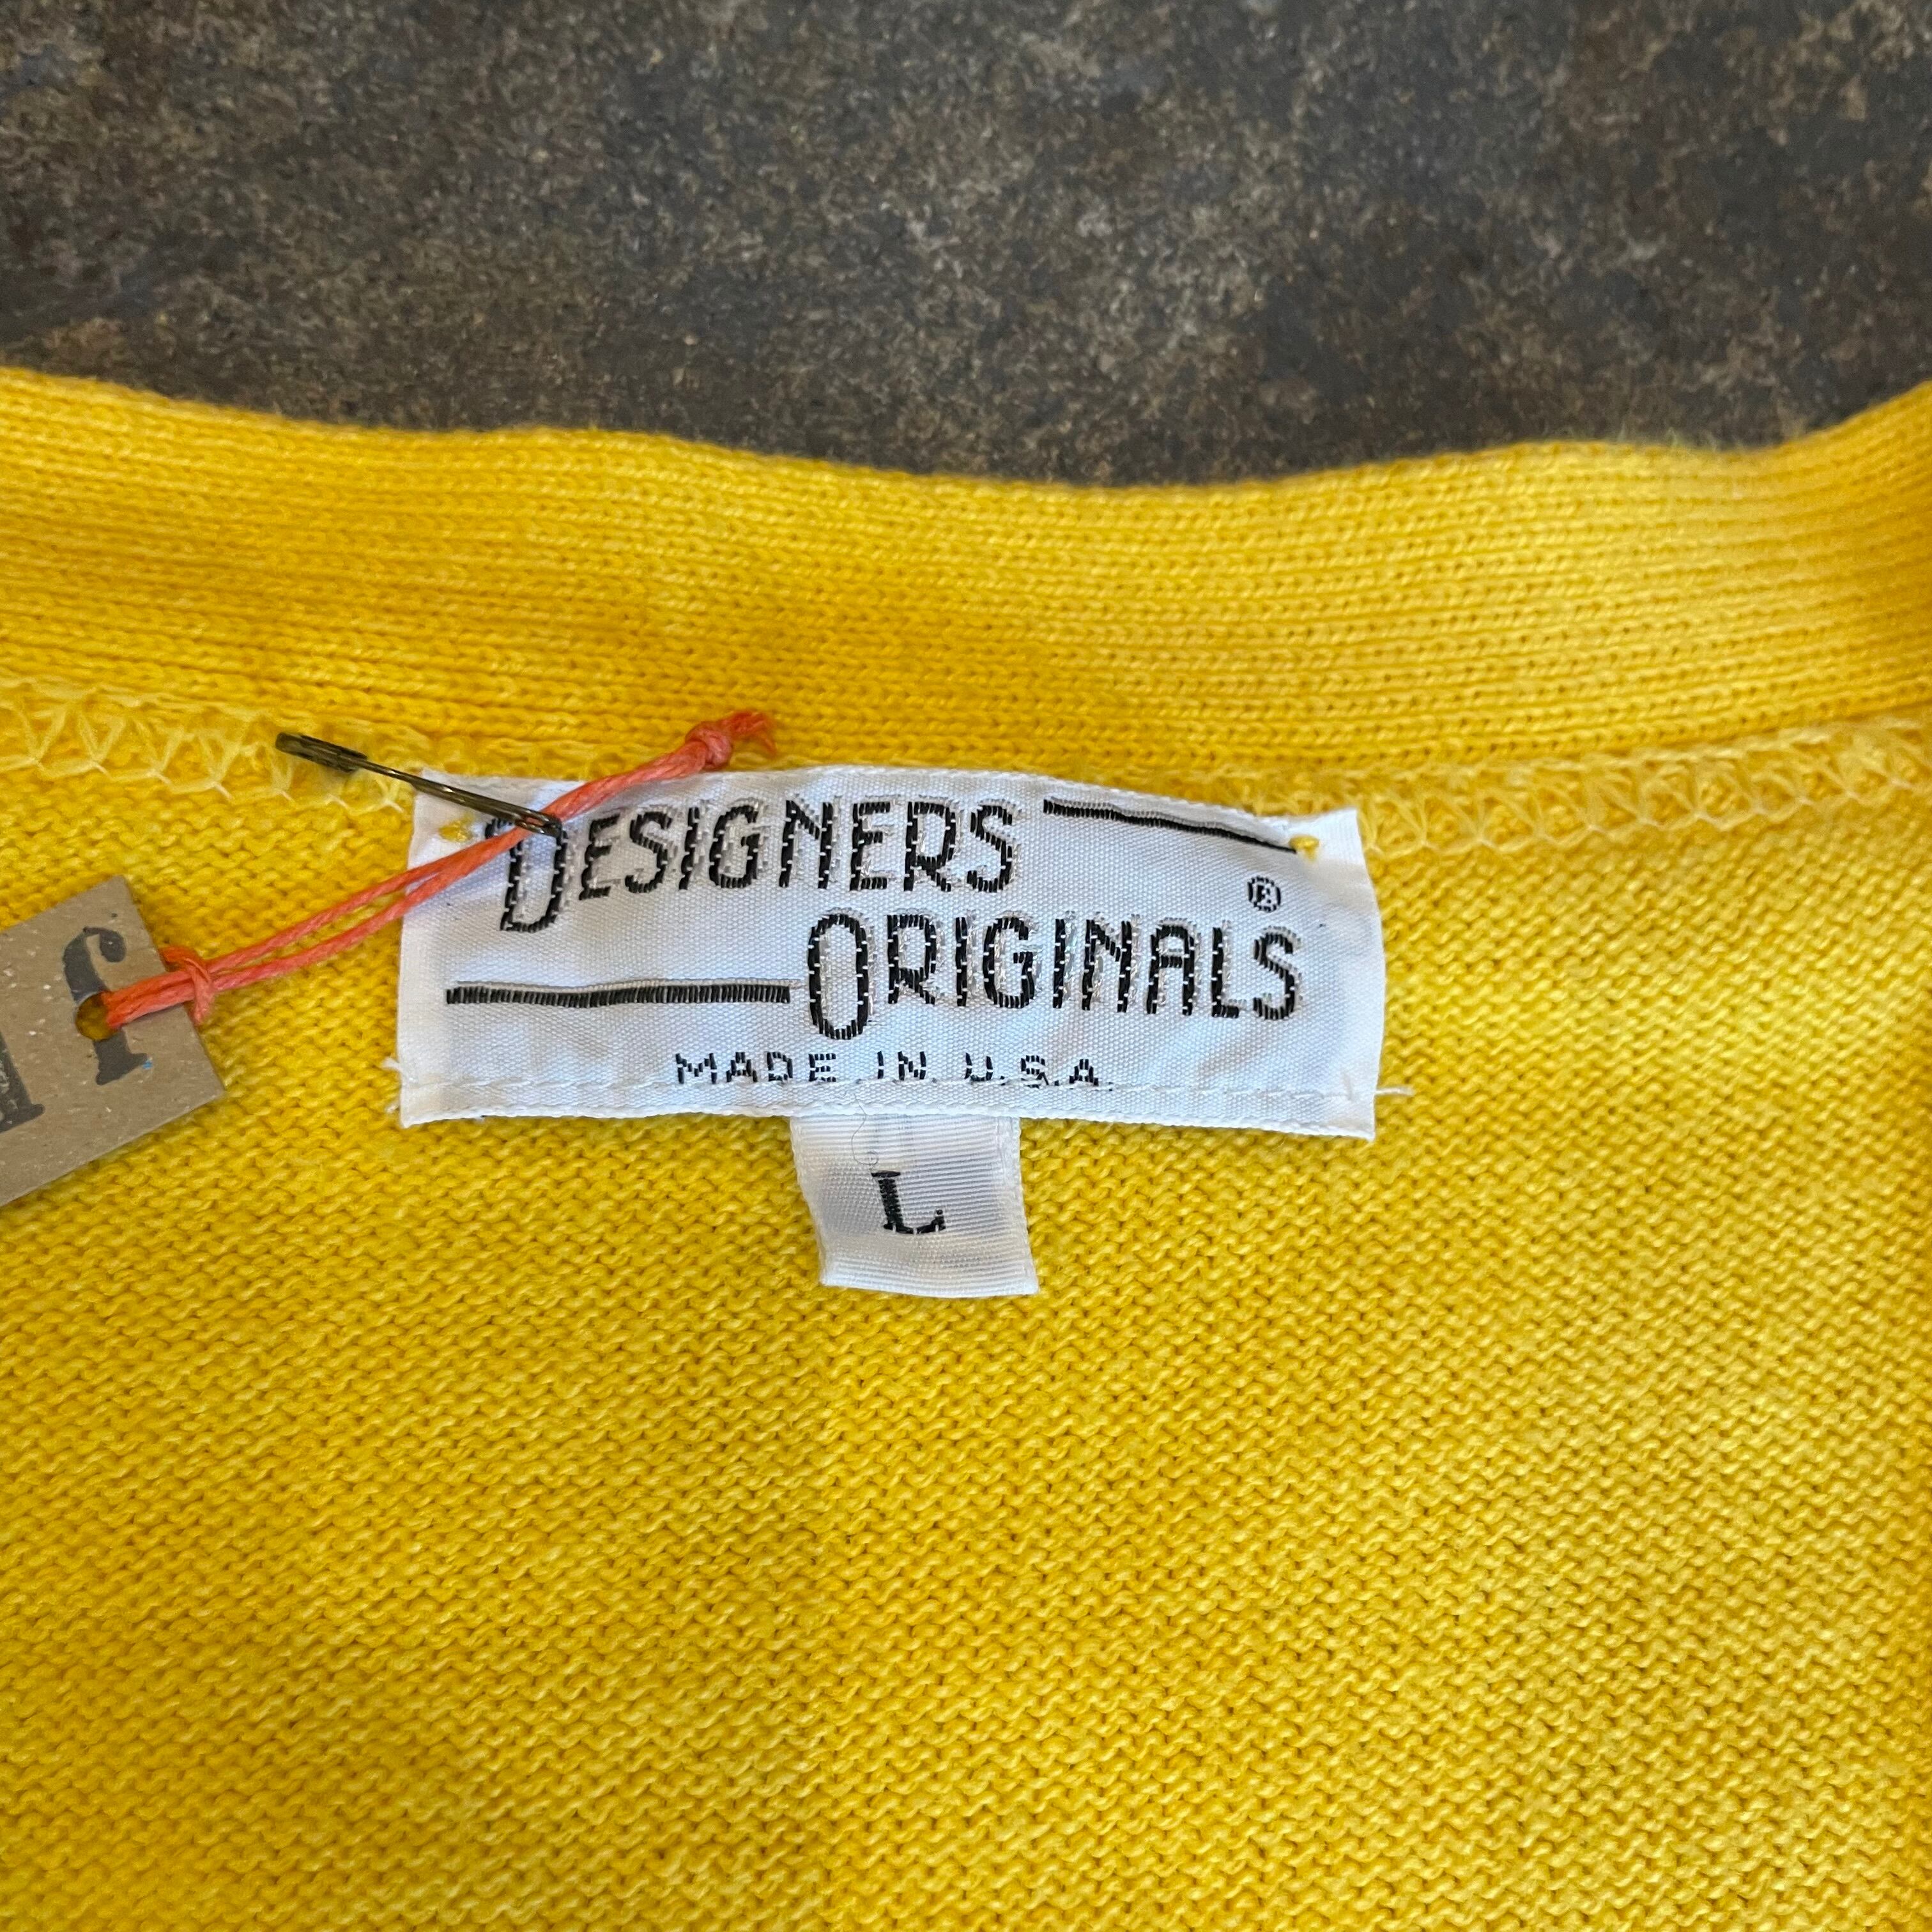 DESIGNERS
ORIGINALS®
MADE IN U.S.A.
L
J